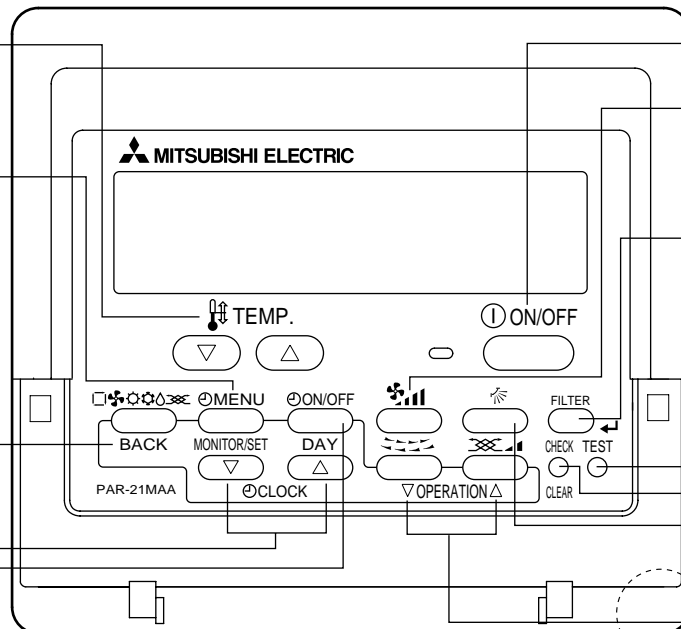 MITSUBISHI ELECTRIC
TEMP. ON/OFF
MENU ON/OFF FILTER
BACK MONITOR/SET DAY CHECK TEST
PAR-21MAA CLOCK OPERATION CLEAR